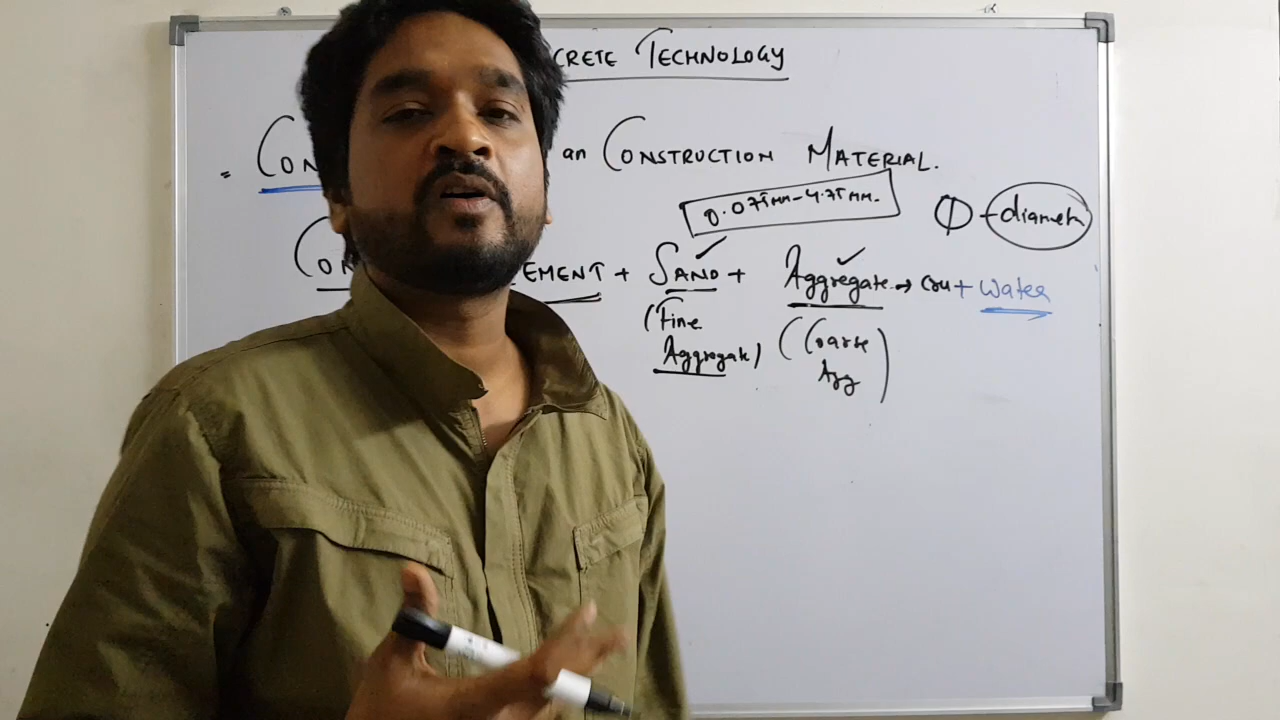 CRETE TECHNOLOGY
= CON an CONSTRUCTION MATERIAL.
0.075mm-4.75mm.
Φ - diameter
CON EMENT + SAND + Aggregate → Cru + Water
(Fine (Coarse
Aggregate) Agg)